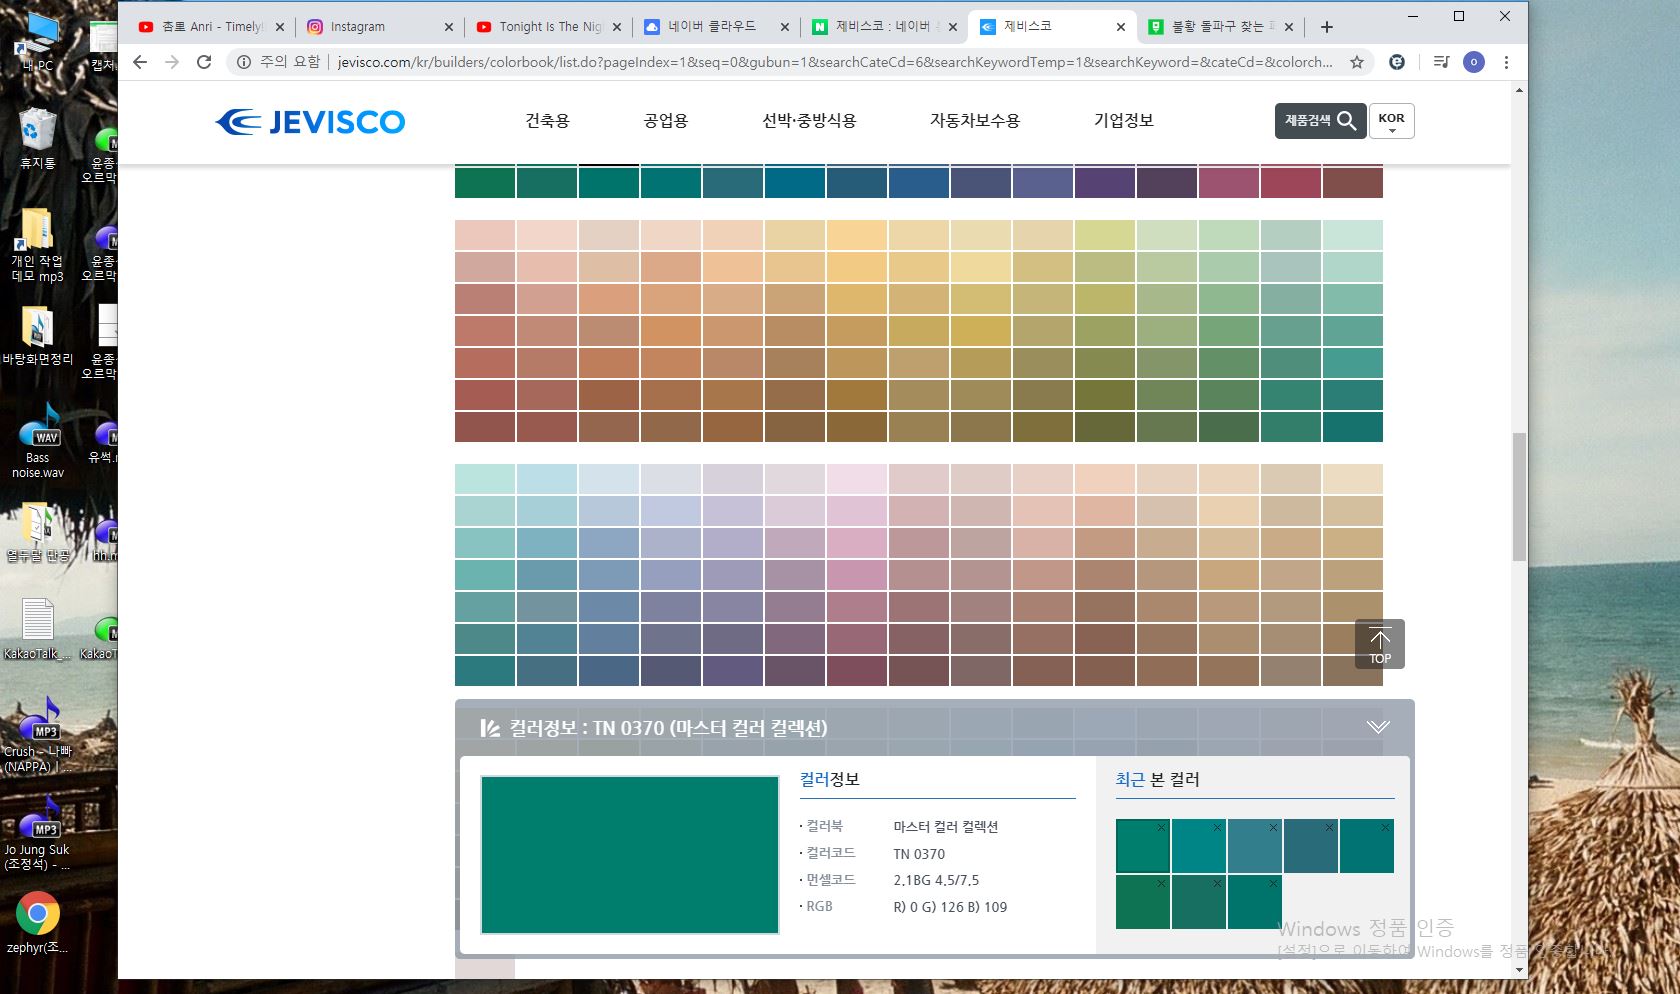 杏里 Anri - Timely!!
Instagram
Tonight Is The Nig
네이버 클라우드
제비스코 : 네이버
제비스코
불황 돌파구 찾는
주의 요함
jevisco.com/kr/builders/colorbook/list.do?pageIndex=1&seq=0&gubun=1&searchCateCd=6&searchKeywordTemp=1&searchKeyword=&cateCd=&colorch...
JEVISCO
건축용
공업용
선박·중방식용
자동차보수용
기업정보
제품검색
KOR
TOP
컬러정보 : TN 0370 (마스터 컬러 컬렉션)
컬러정보
· 컬러북 마스터 컬러 컬렉션
· 컬러코드 TN 0370
· 먼셀코드 2.1BG 4.5/7.5
· RGB R) 0 G) 126 B) 109
최근 본 컬러
Windows 정품 인증
[설정]으로 이동하여 Windows를 정품 인증합니다.
내 PC
캡처
휴지통
윤종
오르막
개인 작업
데모 mp3
윤종
오르막
바탕화면정리
윤종
오르막
WAV
Bass
noise.wav
유썩.
열두달 딴공
hh.m
KakaoTalk_...
KakaoT
MP3
Crush - 나빠
(NAPPA) | ...
MP3
Jo Jung Suk
(조정석) - ...
zephyr(조...